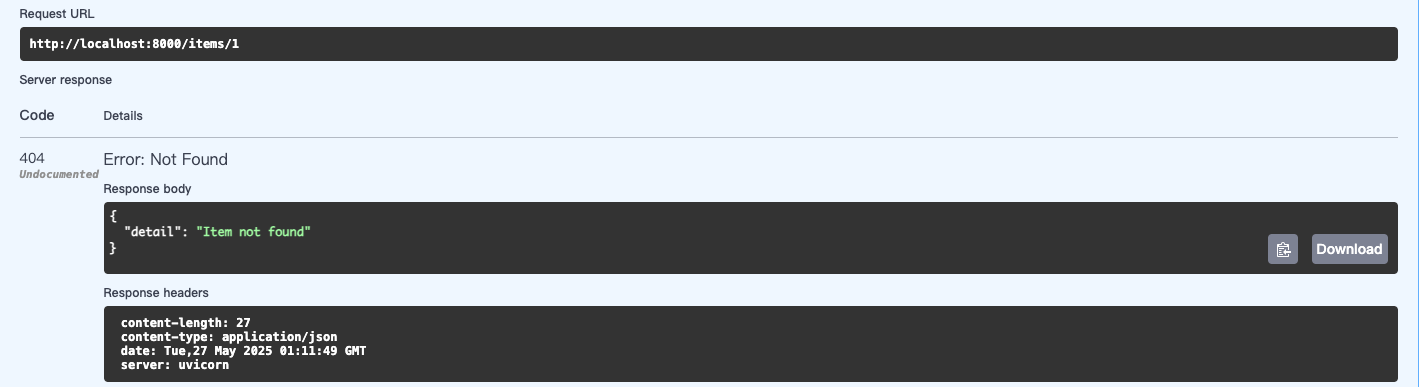 Request URL
http://localhost:8000/items/1
Server response
Code Details
404 Error: Not Found
Undocumented
Response body
{
"detail": "Item not found"
}
Download
Response headers
content-length: 27
content-type: application/json
date: Tue,27 May 2025 01:11:49 GMT
server: uvicorn